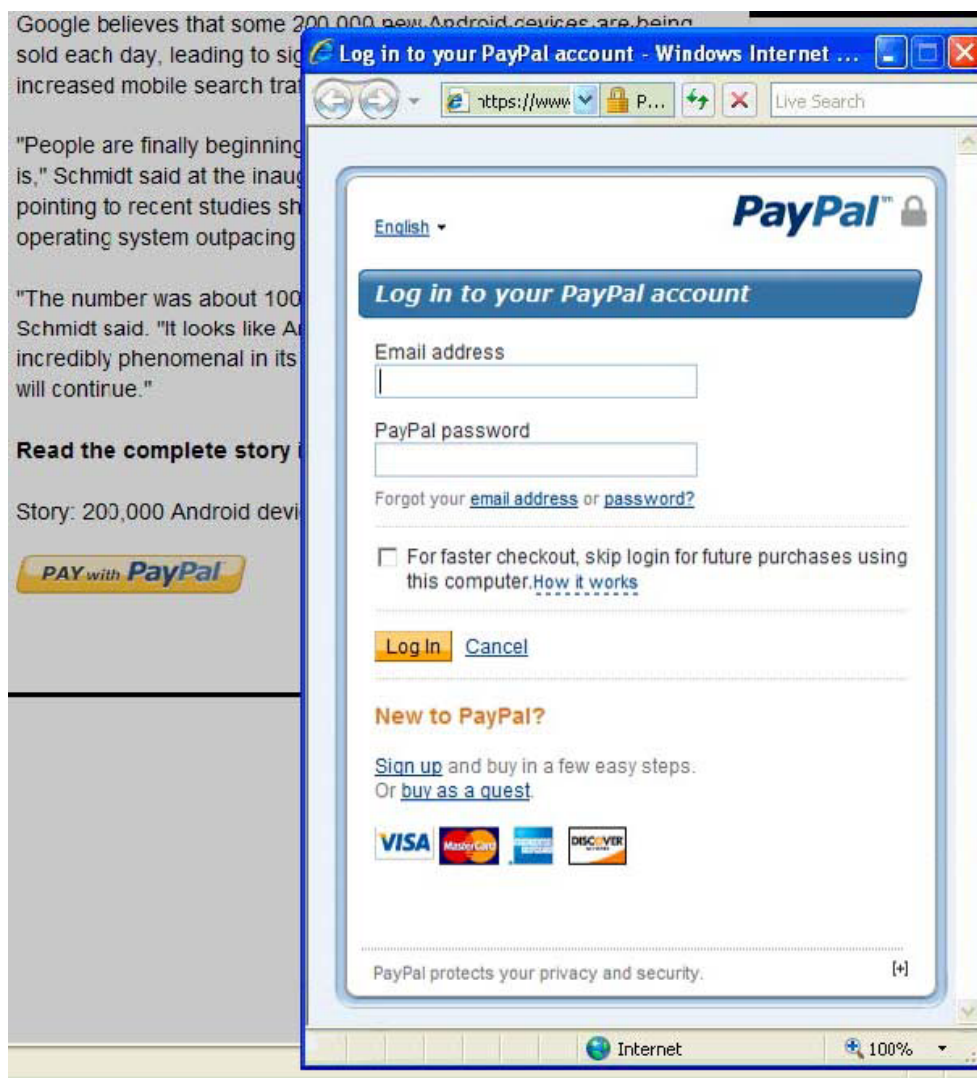 Google believes that some 200,000 new Android devices are being
sold each day, leading to sig
increased mobile search traf
"People are finally beginning
is," Schmidt said at the inaug
pointing to recent studies sh
operating system outpacing
"The number was about 100
Schmidt said. "It looks like A
incredibly phenomenal in its
will continue."
Read the complete story i
Story: 200,000 Android devi
PAY with PayPal
Log in to your PayPal account - Windows Internet ...
https://www
P...
Live Search
English
PayPal™
Log in to your PayPal account
Email address
PayPal password
Forgot your email address or password?
For faster checkout, skip login for future purchases using
this computer.How it works
Log In Cancel
New to PayPal?
Sign up and buy in a few easy steps.
Or buy as a guest.
VISA MasterCard DISCOVER
PayPal protects your privacy and security. [+]
Internet 100%